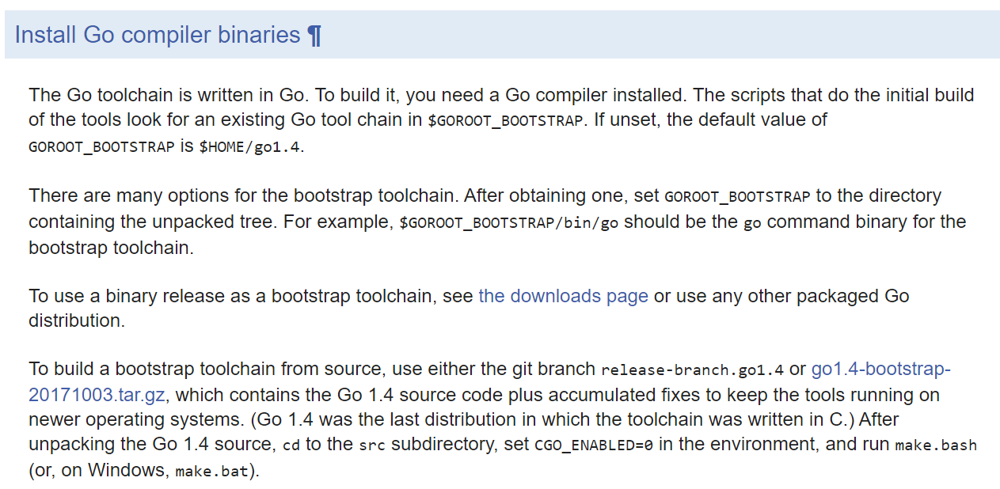 Install Go compiler binaries ¶
The Go toolchain is written in Go. To build it, you need a Go compiler installed. The scripts that do the initial build
of the tools look for an existing Go tool chain in $GOROOT_BOOTSTRAP. If unset, the default value of
GOROOT_BOOTSTRAP is $HOME/go1.4.
There are many options for the bootstrap toolchain. After obtaining one, set GOROOT_BOOTSTRAP to the directory
containing the unpacked tree. For example, $GOROOT_BOOTSTRAP/bin/go should be the go command binary for the
bootstrap toolchain.
To use a binary release as a bootstrap toolchain, see the downloads page or use any other packaged Go
distribution.
To build a bootstrap toolchain from source, use either the git branch release-branch.go1.4 or go1.4-bootstrap-
20171003.tar.gz, which contains the Go 1.4 source code plus accumulated fixes to keep the tools running on
newer operating systems. (Go 1.4 was the last distribution in which the toolchain was written in C.) After
unpacking the Go 1.4 source, cd to the src subdirectory, set CGO_ENABLED=0 in the environment, and run make.bash
(or, on Windows, make.bat).